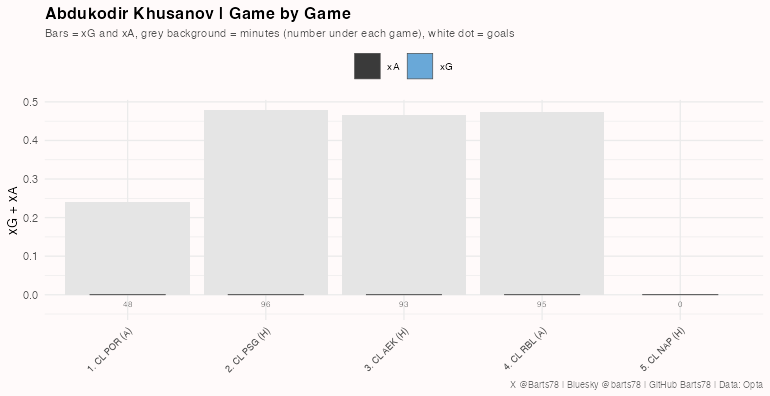 Abdukodir Khusanov | Game by Game
Bars = xG and xA, grey background = minutes (number under each game), white dot = goals
xA xG
0.5
0.4
0.3
0.2
0.1
0.0
xG + xA
48 96 93 95 0
1. CL POR (A) 2. CL PSG (H) 3. CL AEK (H) 4. CL RBL (A) 5. CL NAP (H)
X @Barts78 | Bluesky @barts78 | GitHub Barts78 | Data: Opta